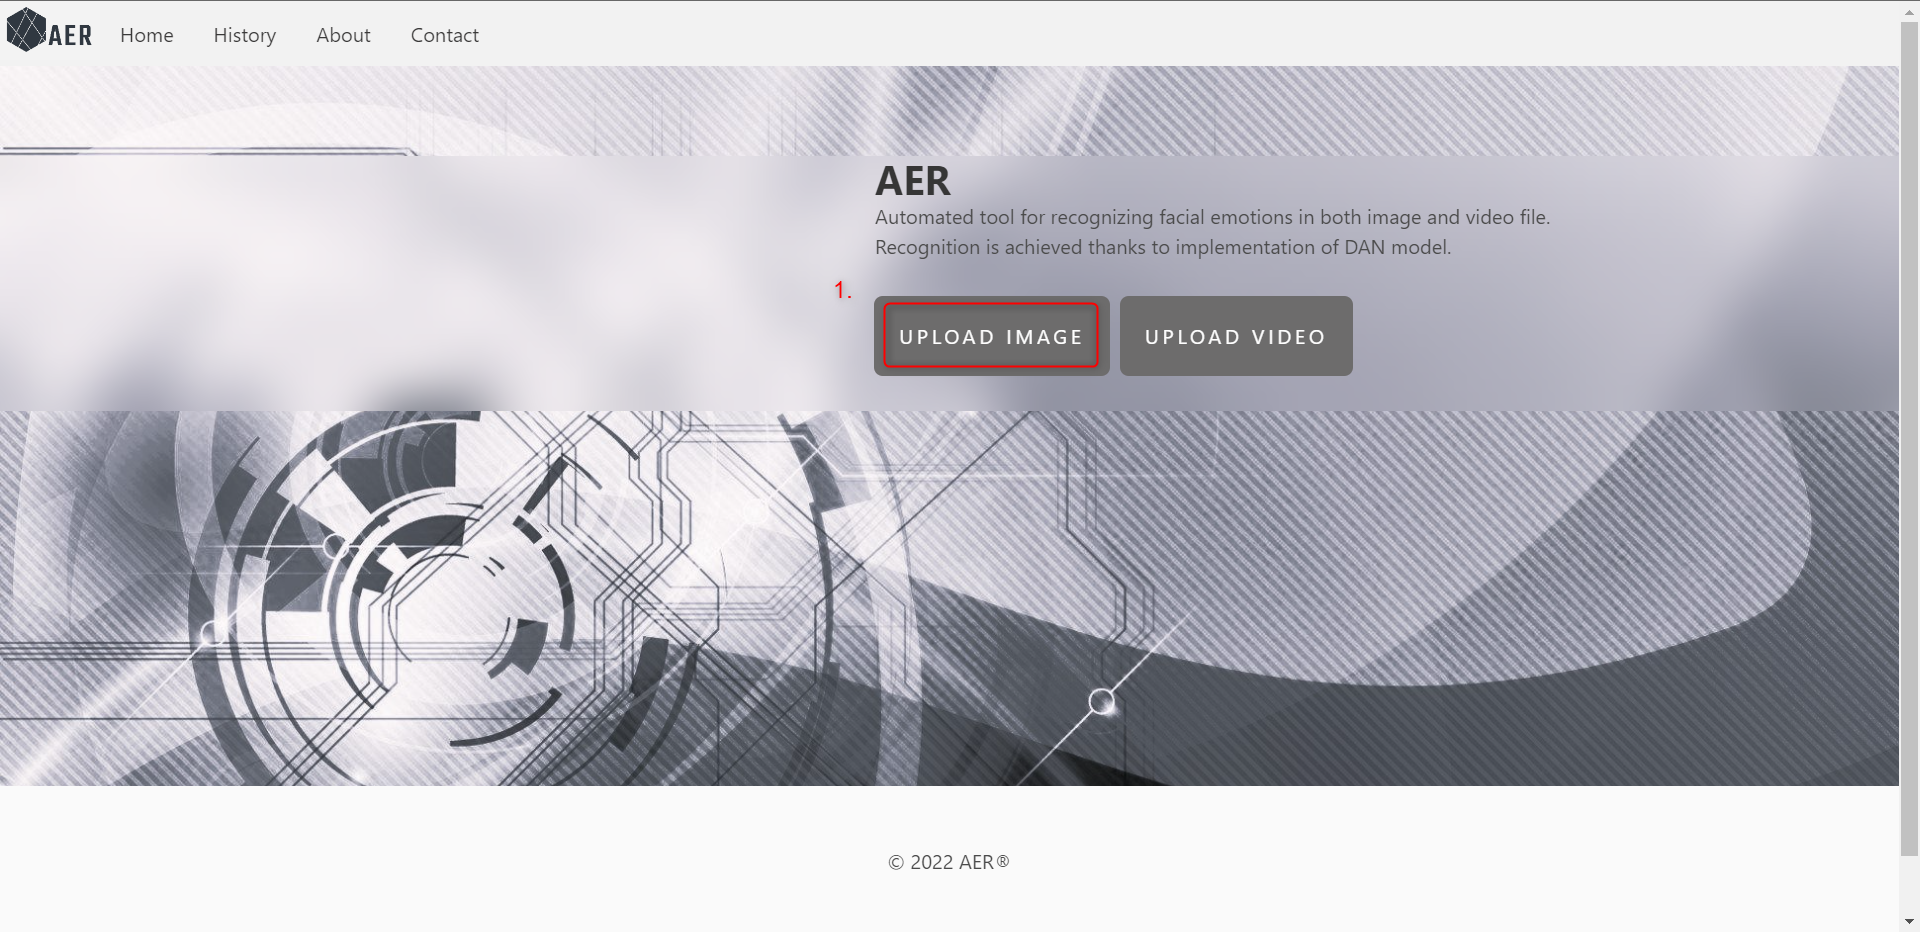 AER Home History About Contact
AER
Automated tool for recognizing facial emotions in both image and video file.
Recognition is achieved thanks to implementation of DAN model.
1.
UPLOAD IMAGE UPLOAD VIDEO
© 2022 AER®